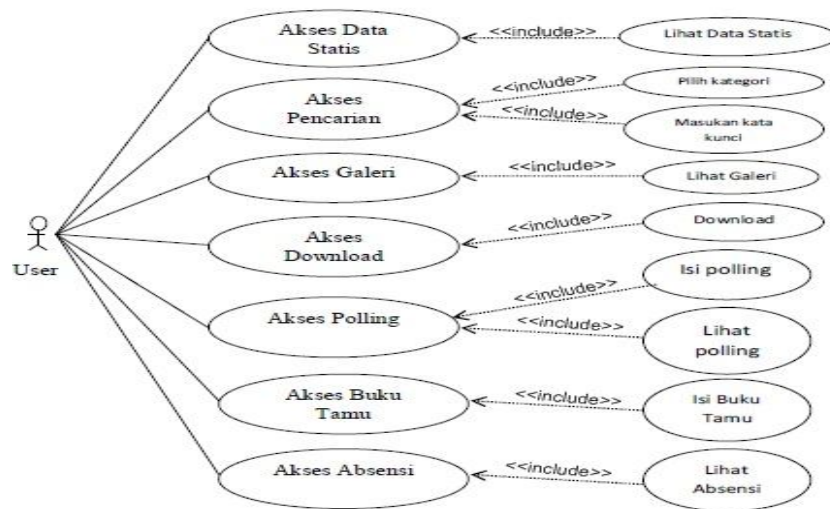 Akses Data
Statis
<<include>>
Lihat Data Statis
Akses
Pencarian
<<include>>
Pilih kategori
<<include>>
Masukan kata
kunci
Akses Galeri
<<include>>
Lihat Galeri
User
Akses
Download
<<include>>
Download
Akses Polling
<<include>>
Isi polling
<<include>>
Lihat
polling
Akses Buku
Tamu
<<include>>
Isi Buku
Tamu
Akses Absensi
<<include>>
Lihat
Absensi